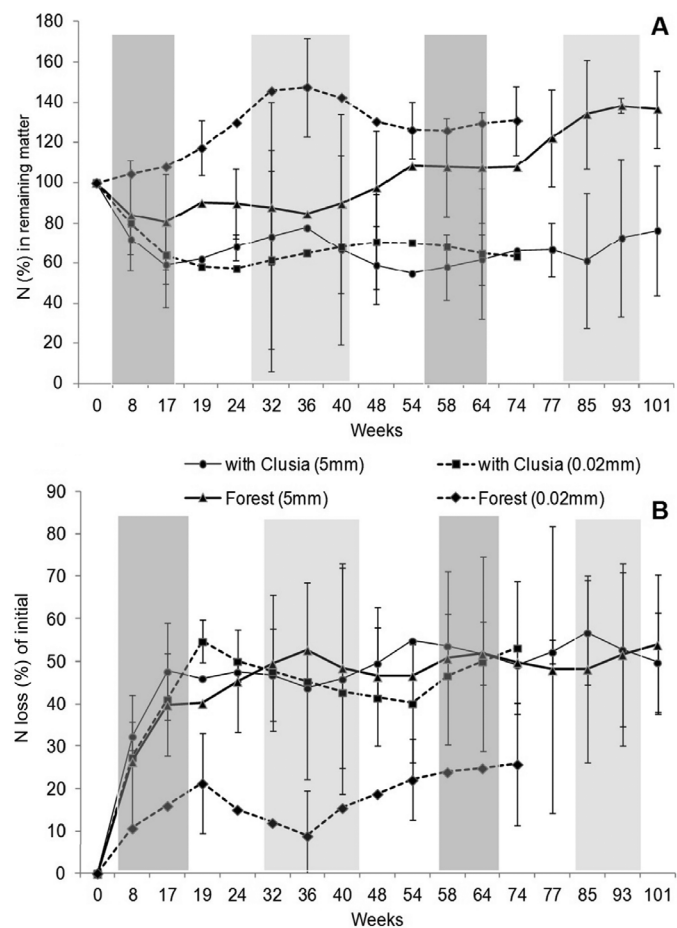 A
180
160
140
120
100
80
60
40
20
0
N (%) in remaining matter
0 8 17 19 24 32 36 40 48 54 58 64 74 77 85 93 101
Weeks
with Clusia (5mm) with Clusia (0.02mm)
Forest (5mm) Forest (0.02mm)
B
90
80
70
60
50
40
30
20
10
0
N loss (%) of initial
0 8 17 19 24 32 36 40 48 54 58 64 74 77 85 93 101
Weeks